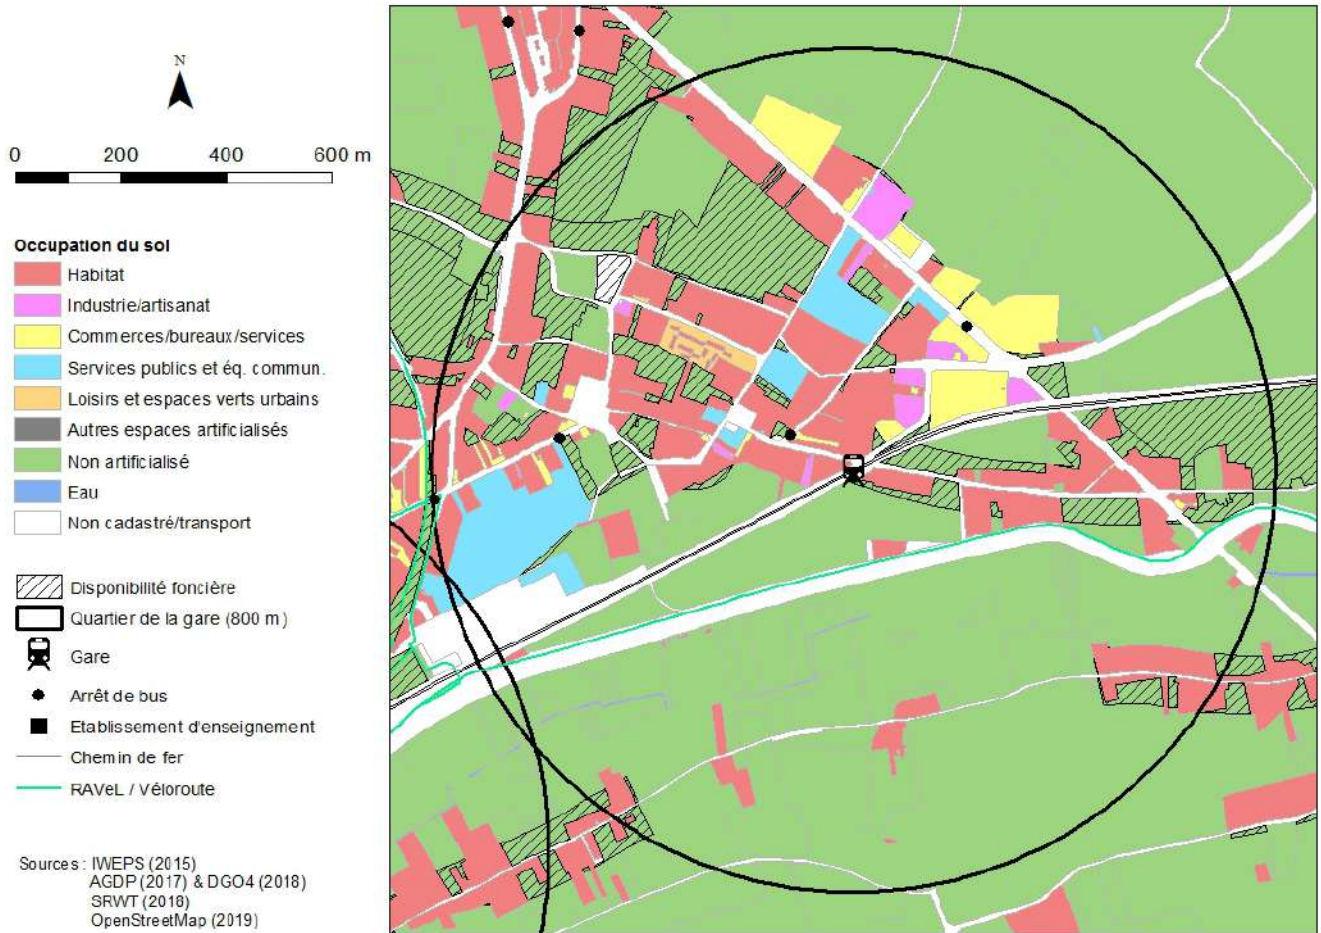 N
0 200 400 600 m
Occupation du sol
Habitat
Industrie/artisanat
Commerces/bureaux/services
Services publics et éq. commun.
Loisirs et espaces verts urbains
Autres espaces artificialisés
Non artificialisé
Eau
Non cadastré/transport
Disponibilité foncière
Quartier de la gare (800 m)
Gare
Arrêt de bus
Etablissement d'enseignement
Chemin de fer
RAVeL / Véloroute
Sources : IWEPS (2015)
AGDP (2017) & DGO4 (2018)
SRWT (2018)
OpenStreetMap (2019)